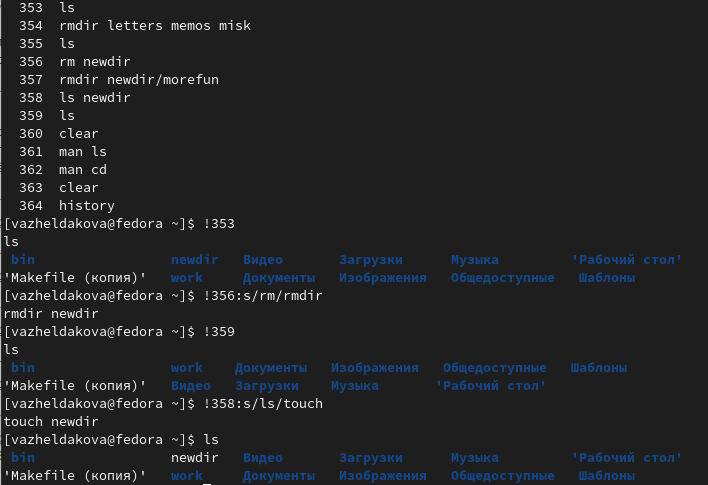 353 ls
354 rmdir letters memos misk
355 ls
356 rm newdir
357 rmdir newdir/morefun
358 ls newdir
359 ls
360 clear
361 man ls
362 man cd
363 clear
364 history
[vazheldakova@fedora ~]$ !353
ls
bin newdir Видео Загрузки Музыка 'Рабочий стол'
'Makefile (копия)' work Документы Изображения Общедоступные Шаблоны
[vazheldakova@fedora ~]$ !356:s/rm/rmdir
rmdir newdir
[vazheldakova@fedora ~]$ !359
ls
bin work Документы Изображения Общедоступные Шаблоны
'Makefile (копия)' Видео Загрузки Музыка 'Рабочий стол'
[vazheldakova@fedora ~]$ !358:s/ls/touch
touch newdir
[vazheldakova@fedora ~]$ ls
bin newdir Видео Загрузки Музыка 'Рабочий стол'
'Makefile (копия)' work Документы Изображения Общедоступные Шаблоны